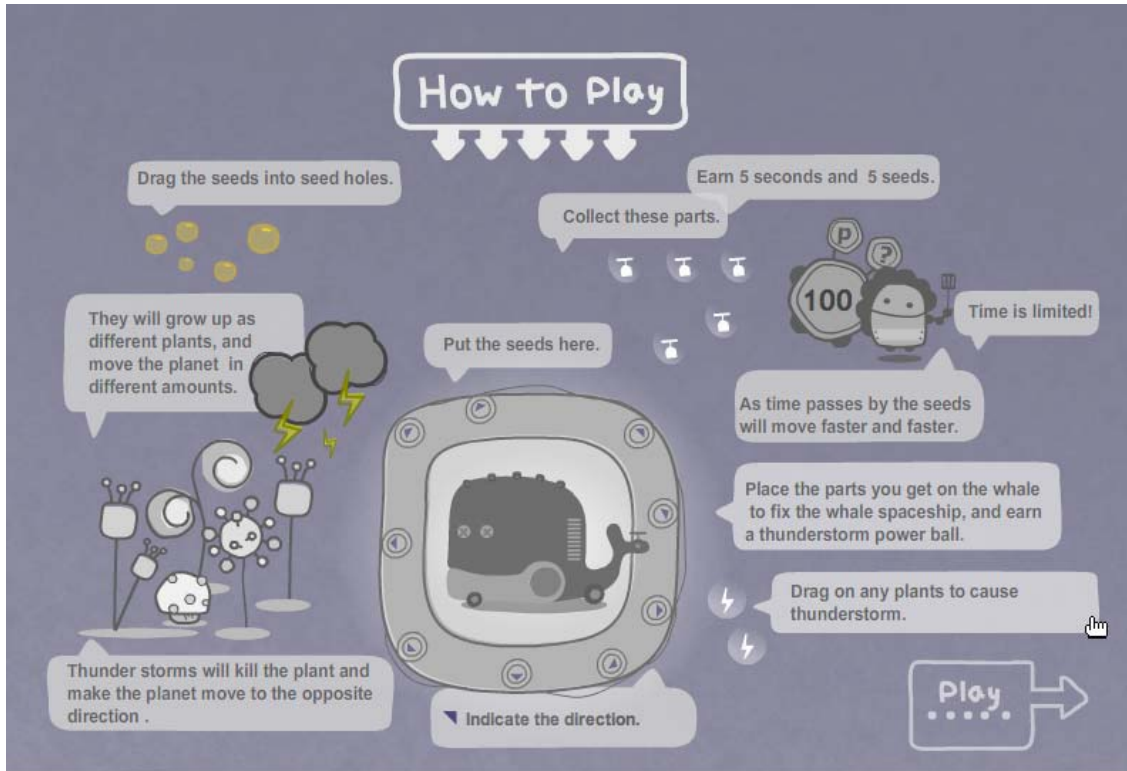 How to Play
Drag the seeds into seed holes.
Earn 5 seconds and 5 seeds.
Collect these parts.
P
?
100
They will grow up as
different plants, and
move the planet in
different amounts.
Put the seeds here.
Time is limited!
As time passes by the seeds
will move faster and faster.
Place the parts you get on the whale
to fix the whale spaceship, and earn
a thunderstorm power ball.
Drag on any plants to cause
thunderstorm.
Thunder storms will kill the plant and
make the planet move to the opposite
direction .
Indicate the direction.
Play